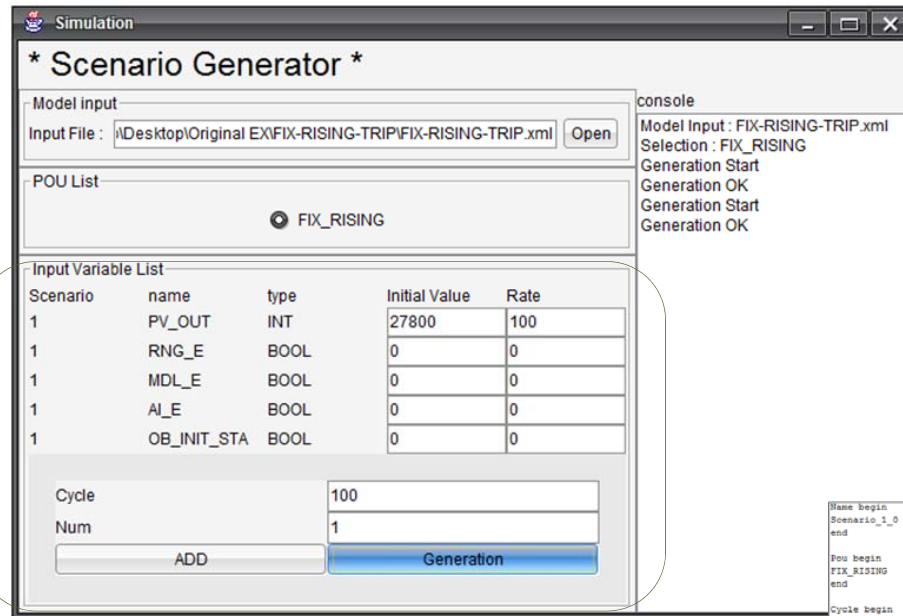 Simulation
* Scenario Generator *
Model input
Input File : \Desktop\Original EX\FIX-RISING-TRIP\FIX-RISING-TRIP.xml Open
POU List
FIX_RISING
Input Variable List
Scenario name type Initial Value Rate
1 PV_OUT INT 27800 100
1 RNG_E BOOL 0 0
1 MDL_E BOOL 0 0
1 AI_E BOOL 0 0
1 OB_INIT_STA BOOL 0 0
Cycle 100
Num 1
ADD Generation
console
Model Input : FIX-RISING-TRIP.xml
Selection : FIX_RISING
Generation Start
Generation OK
Generation Start
Generation OK
Name begin
Scenario_1_0
end
Pou begin
FIX_RISING
end
Cycle begin